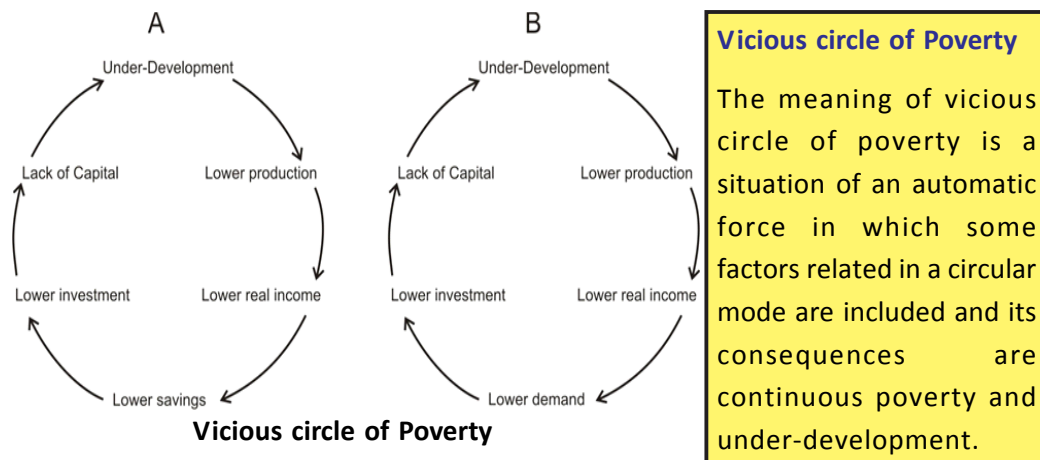 A
Under-Development
Lack of Capital
Lower production
Lower investment
Lower real income
Lower savings
B
Under-Development
Lack of Capital
Lower production
Lower investment
Lower real income
Lower demand
Vicious circle of Poverty
Vicious circle of Poverty
The meaning of vicious
circle of poverty is a
situation of an automatic
force in which some
factors related in a circular
mode are included and its
consequences are
continuous poverty and
under-development.